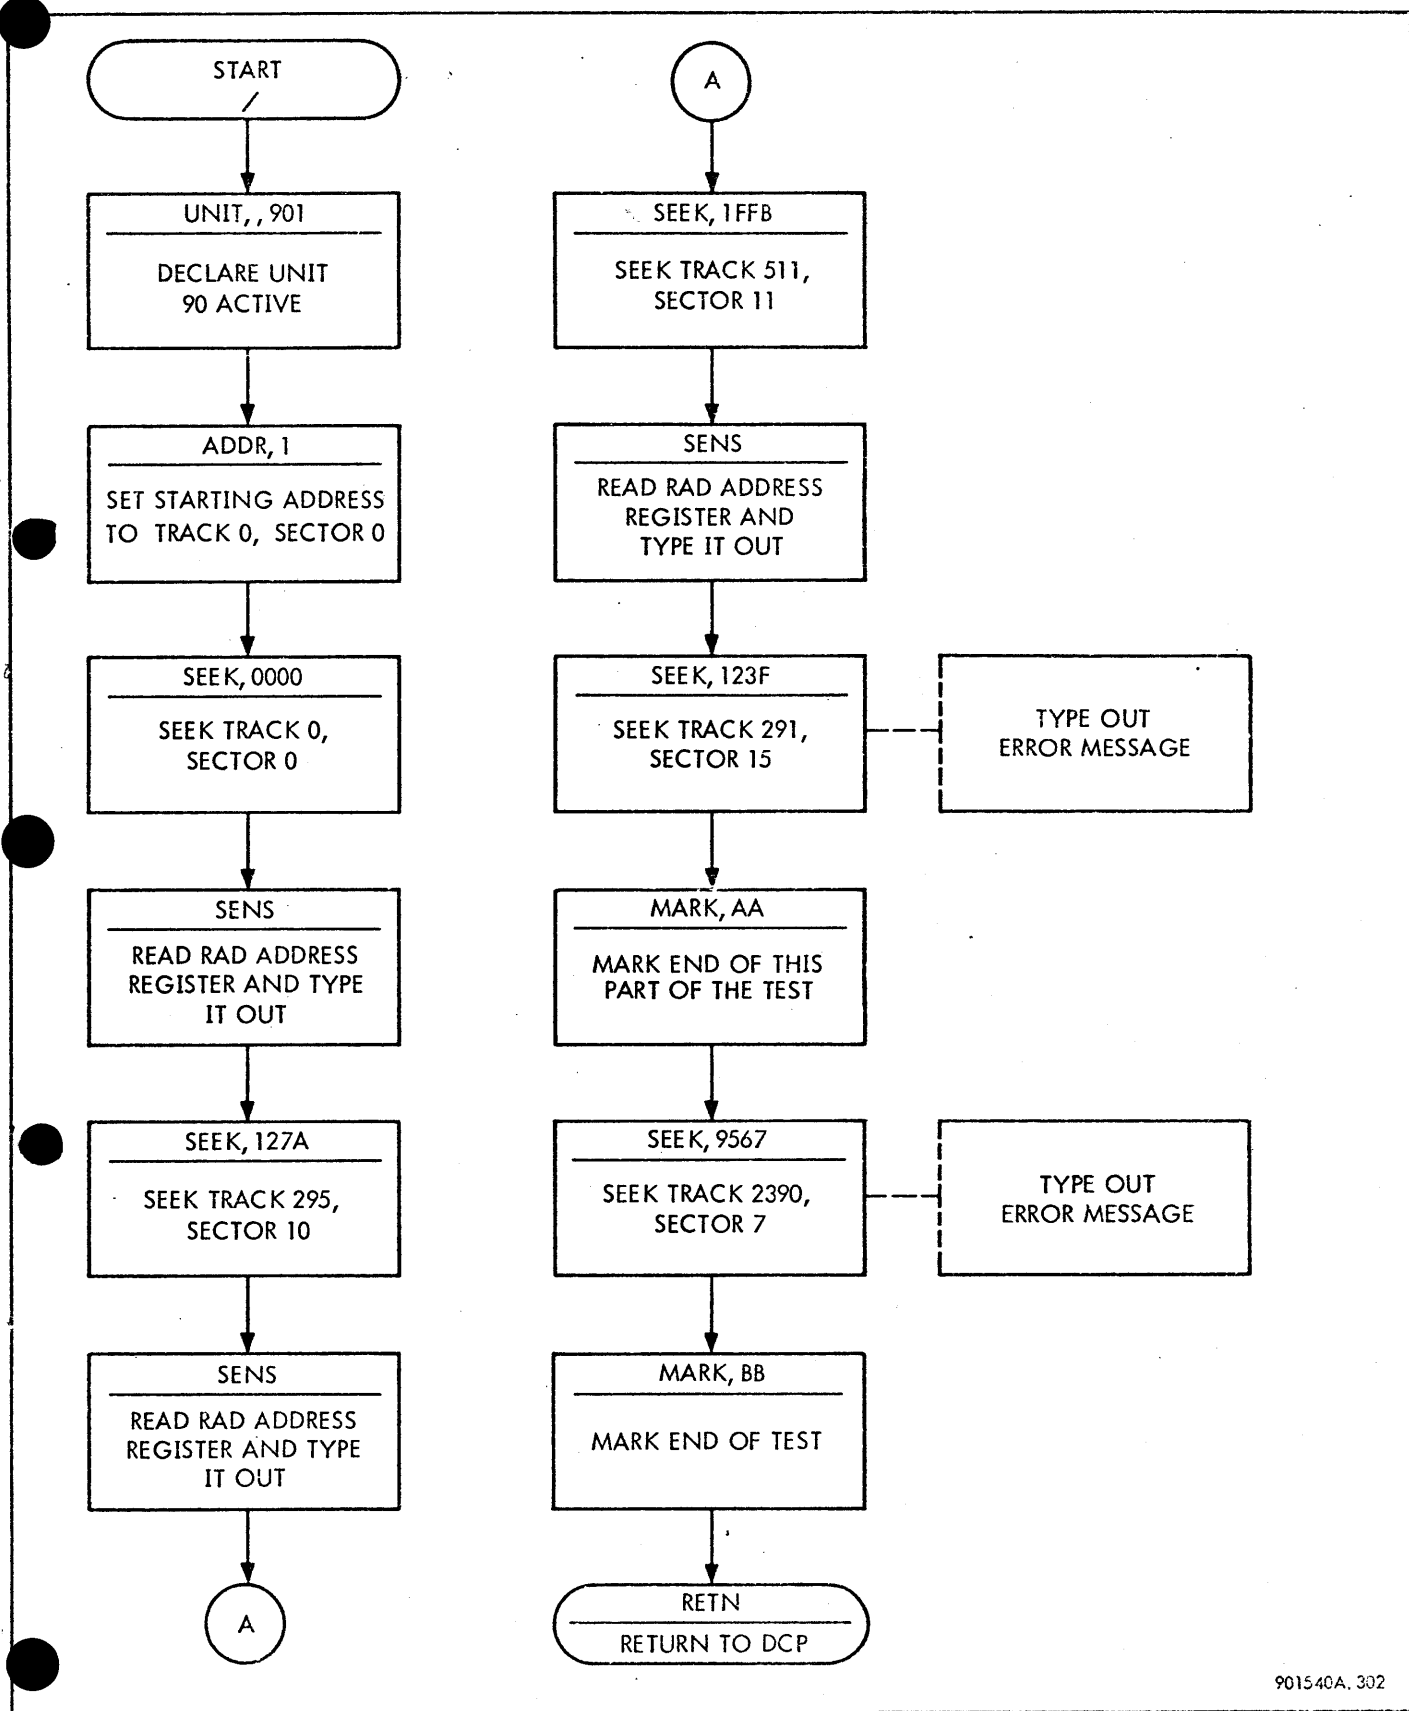 START
/
UNIT,,901
DECLARE UNIT
90 ACTIVE
ADDR, 1
SET STARTING ADDRESS
TO TRACK 0, SECTOR 0
SEEK, 0000
SEEK TRACK 0,
SECTOR 0
SENS
READ RAD ADDRESS
REGISTER AND TYPE
IT OUT
SEEK, 127A
SEEK TRACK 295,
SECTOR 10
SENS
READ RAD ADDRESS
REGISTER AND TYPE
IT OUT
A
A
SEEK, 1FFB
SEEK TRACK 511,
SECTOR 11
SENS
READ RAD ADDRESS
REGISTER AND
TYPE IT OUT
SEEK, 123F
SEEK TRACK 291,
SECTOR 15
TYPE OUT
ERROR MESSAGE
MARK, AA
MARK END OF THIS
PART OF THE TEST
SEEK, 9567
SEEK TRACK 2390,
SECTOR 7
TYPE OUT
ERROR MESSAGE
MARK, BB
MARK END OF TEST
RETN
RETURN TO DCP
901540A. 302